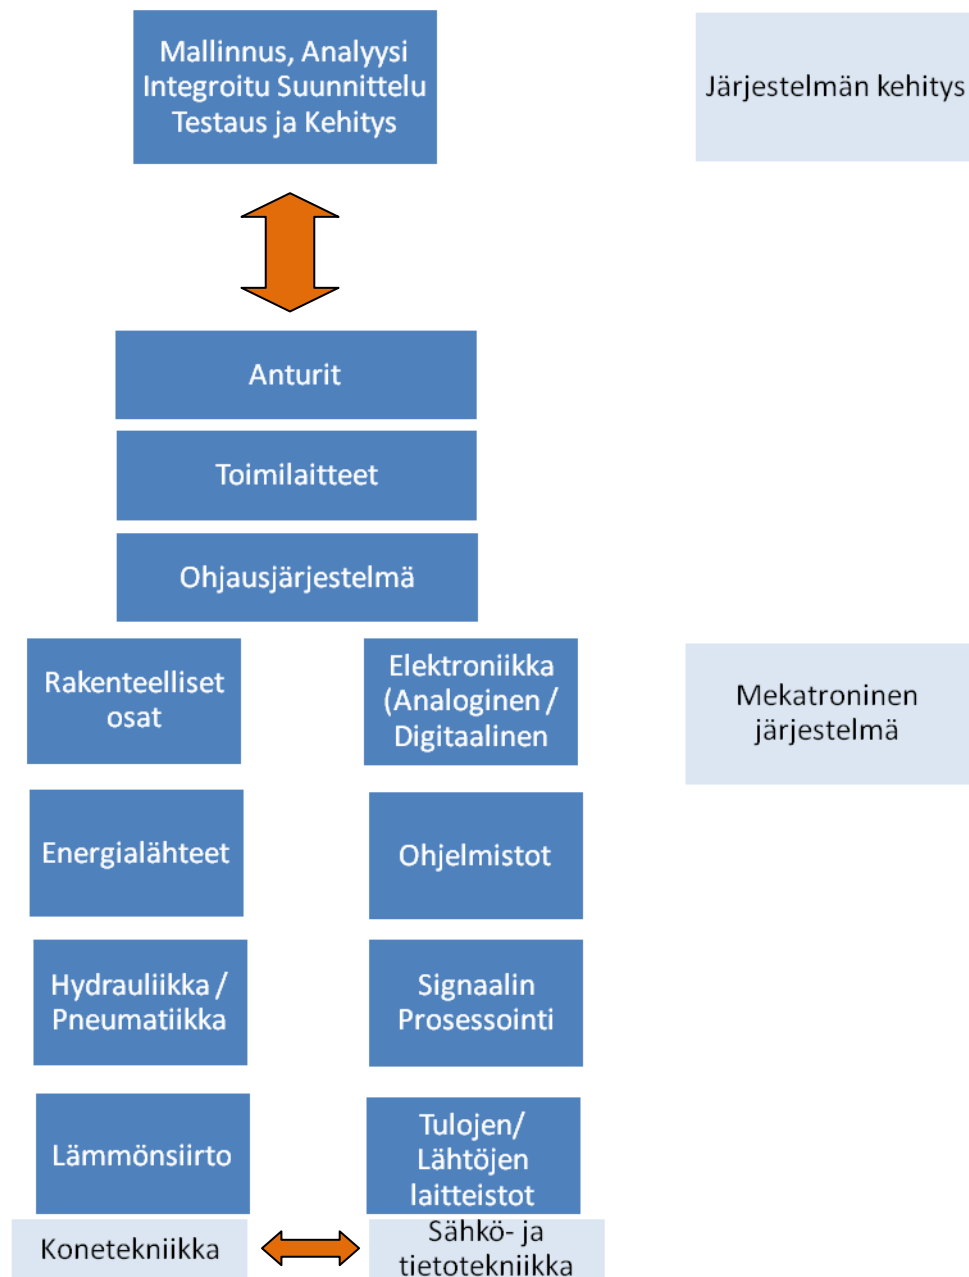 Mallinnus, Analyysi
Integroitu Suunnittelu
Testaus ja Kehitys
Järjestelmän kehitys
Anturit
Toimilaitteet
Ohjausjärjestelmä
Rakenteelliset
osat
Elektroniikka
(Analoginen /
Digitaalinen
Mekatroninen
järjestelmä
Energialähteet
Ohjelmistot
Hydrauliikka /
Pneumatiikka
Signaalin
Prosessointi
Lämmönsiirto
Tulojen/
Lähtöjen
laitteistot
Konetekniikka
Sähkö- ja
tietotekniikka